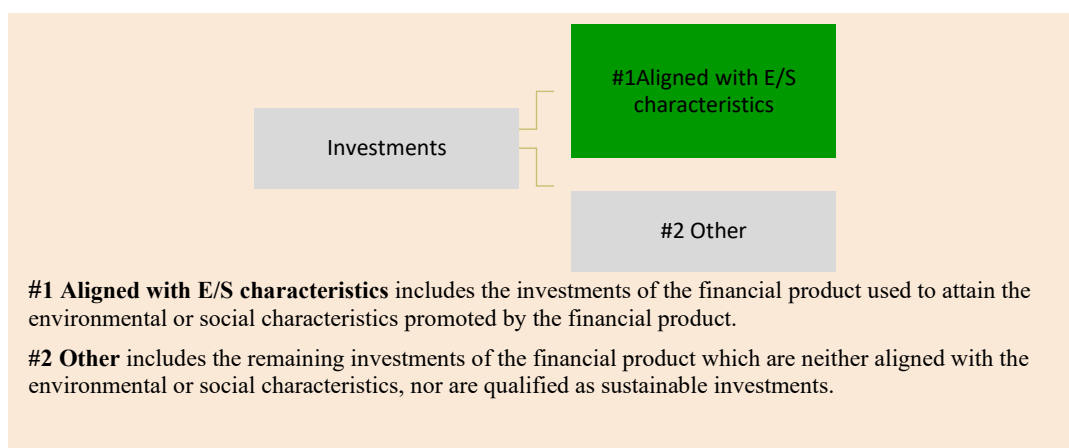 #1Aligned with E/S
characteristics
Investments
#2 Other
#1 Aligned with E/S characteristics includes the investments of the financial product used to attain the
environmental or social characteristics promoted by the financial product.
#2 Other includes the remaining investments of the financial product which are neither aligned with the
environmental or social characteristics, nor are qualified as sustainable investments.